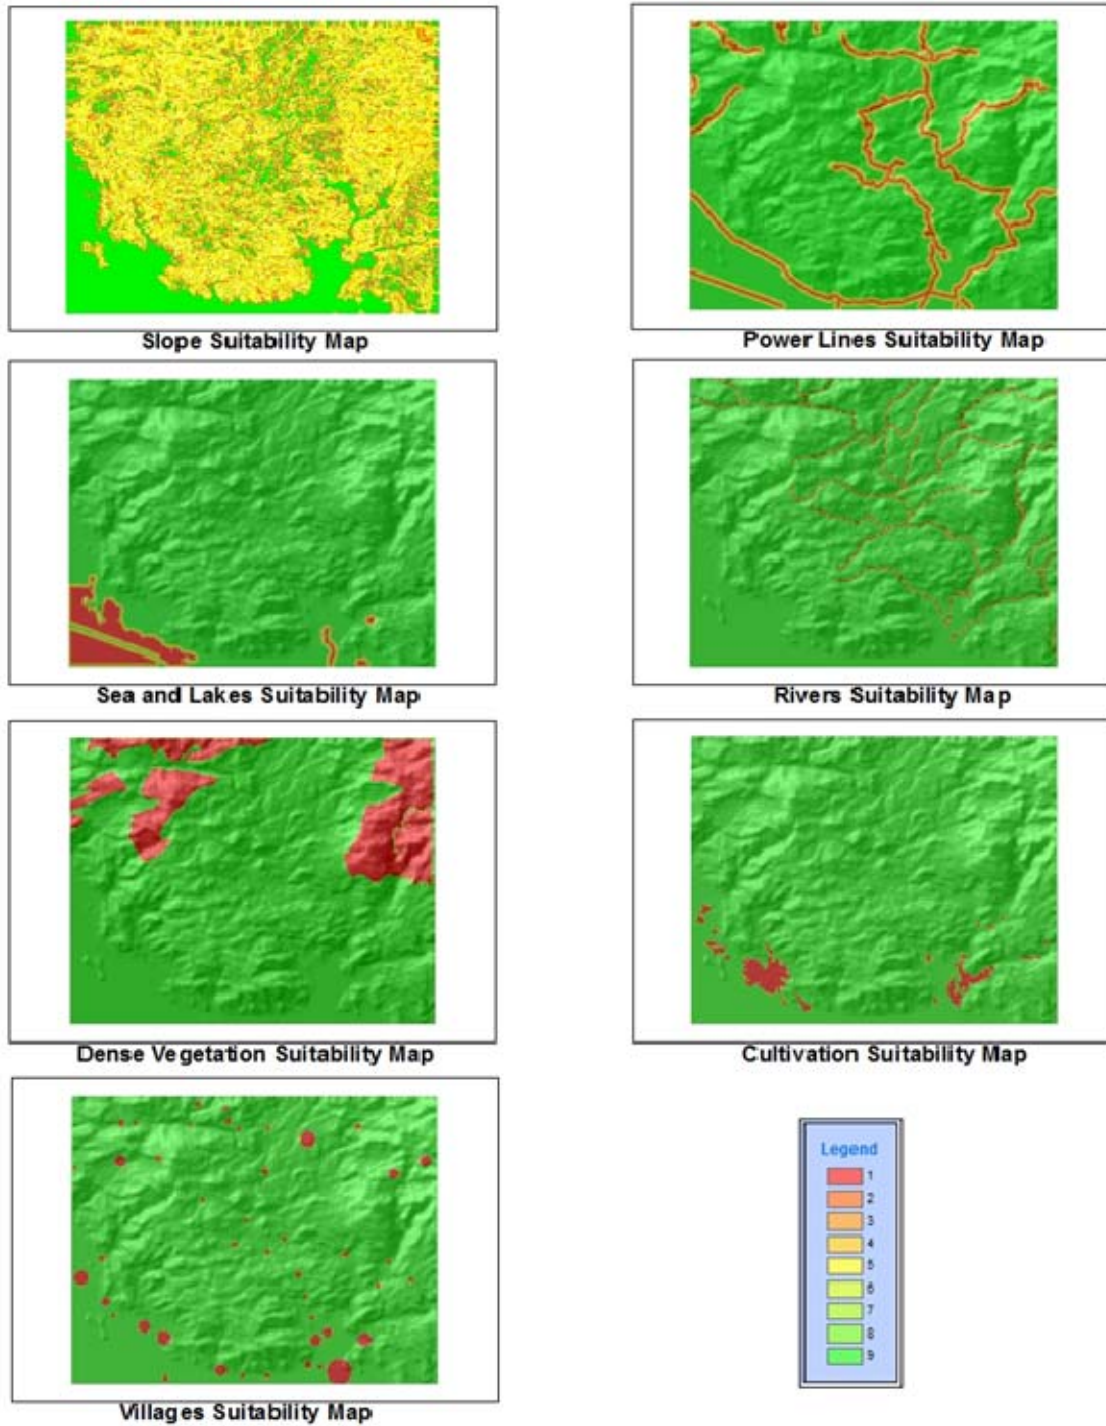 Slope Suitability Map
Power Lines Suitability Map
Sea and Lakes Suitability Map
Rivers Suitability Map
Dense Vegetation Suitability Map
Cultivation Suitability Map
Villages Suitability Map
Legend
1
2
3
4
5
6
7
8
9